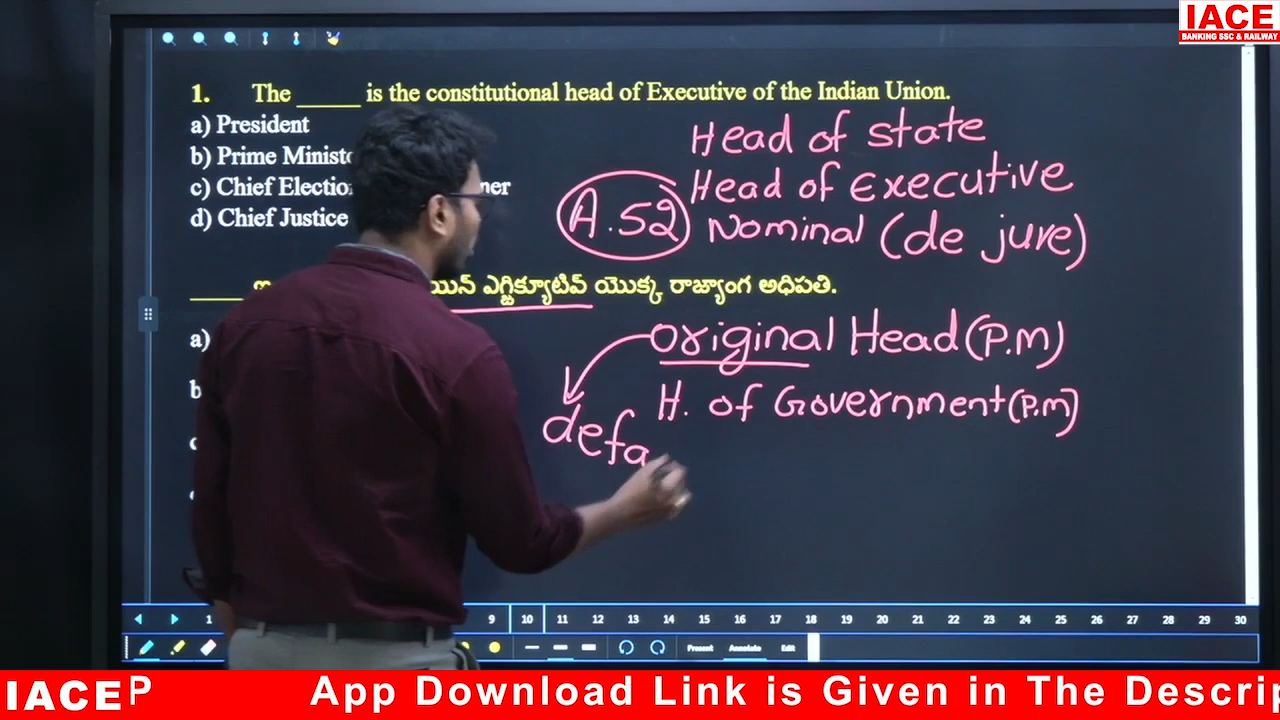 IACE
BANKING SSC & RAILWAY
1. The _____ is the constitutional head of Executive of the Indian Union.
a) President
b) Prime Ministe
c) Chief Election ner
d) Chief Justice
Head of state
Head of Executive
A.52 Nominal (de jure)
ఎగ్జిక్యూటివ్ యొక్క రాజ్యాంగ అధిపతి.
a)
Original Head (P.M)
H. of Government (P.M)
defa
1 9 10 11 12 13 14 15 16 17 18 19 20 21 22 23 24 25 26 27 28 29 30
Present Annotate Edit
IACE P App Download Link is Given in The Descrip